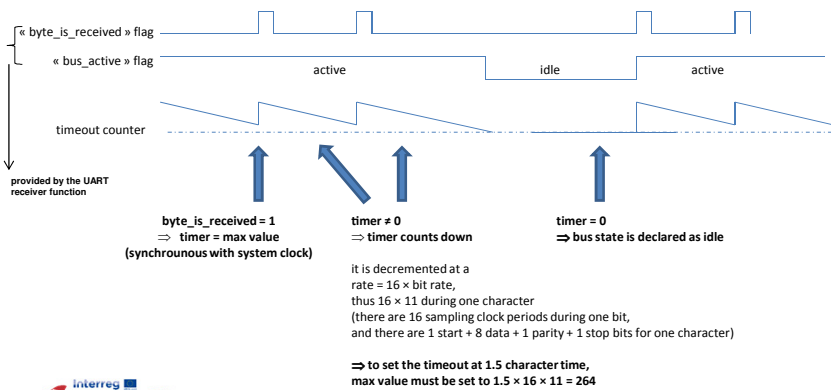 « byte_is_received » flag
« bus_active » flag
active
idle
active
timeout counter
provided by the UART
receiver function
byte_is_received = 1
⇒ timer = max value
(synchrounous with system clock)
timer ≠ 0
⇒ timer counts down
timer = 0
⇒ bus state is declared as idle
it is decremented at a
rate = 16 × bit rate,
thus 16 × 11 during one character
(there are 16 sampling clock periods during one bit,
and there are 1 start + 8 data + 1 parity + 1 stop bits for one character)
⇒ to set the timeout at 1.5 character time,
max value must be set to 1.5 × 16 × 11 = 264
Interreg